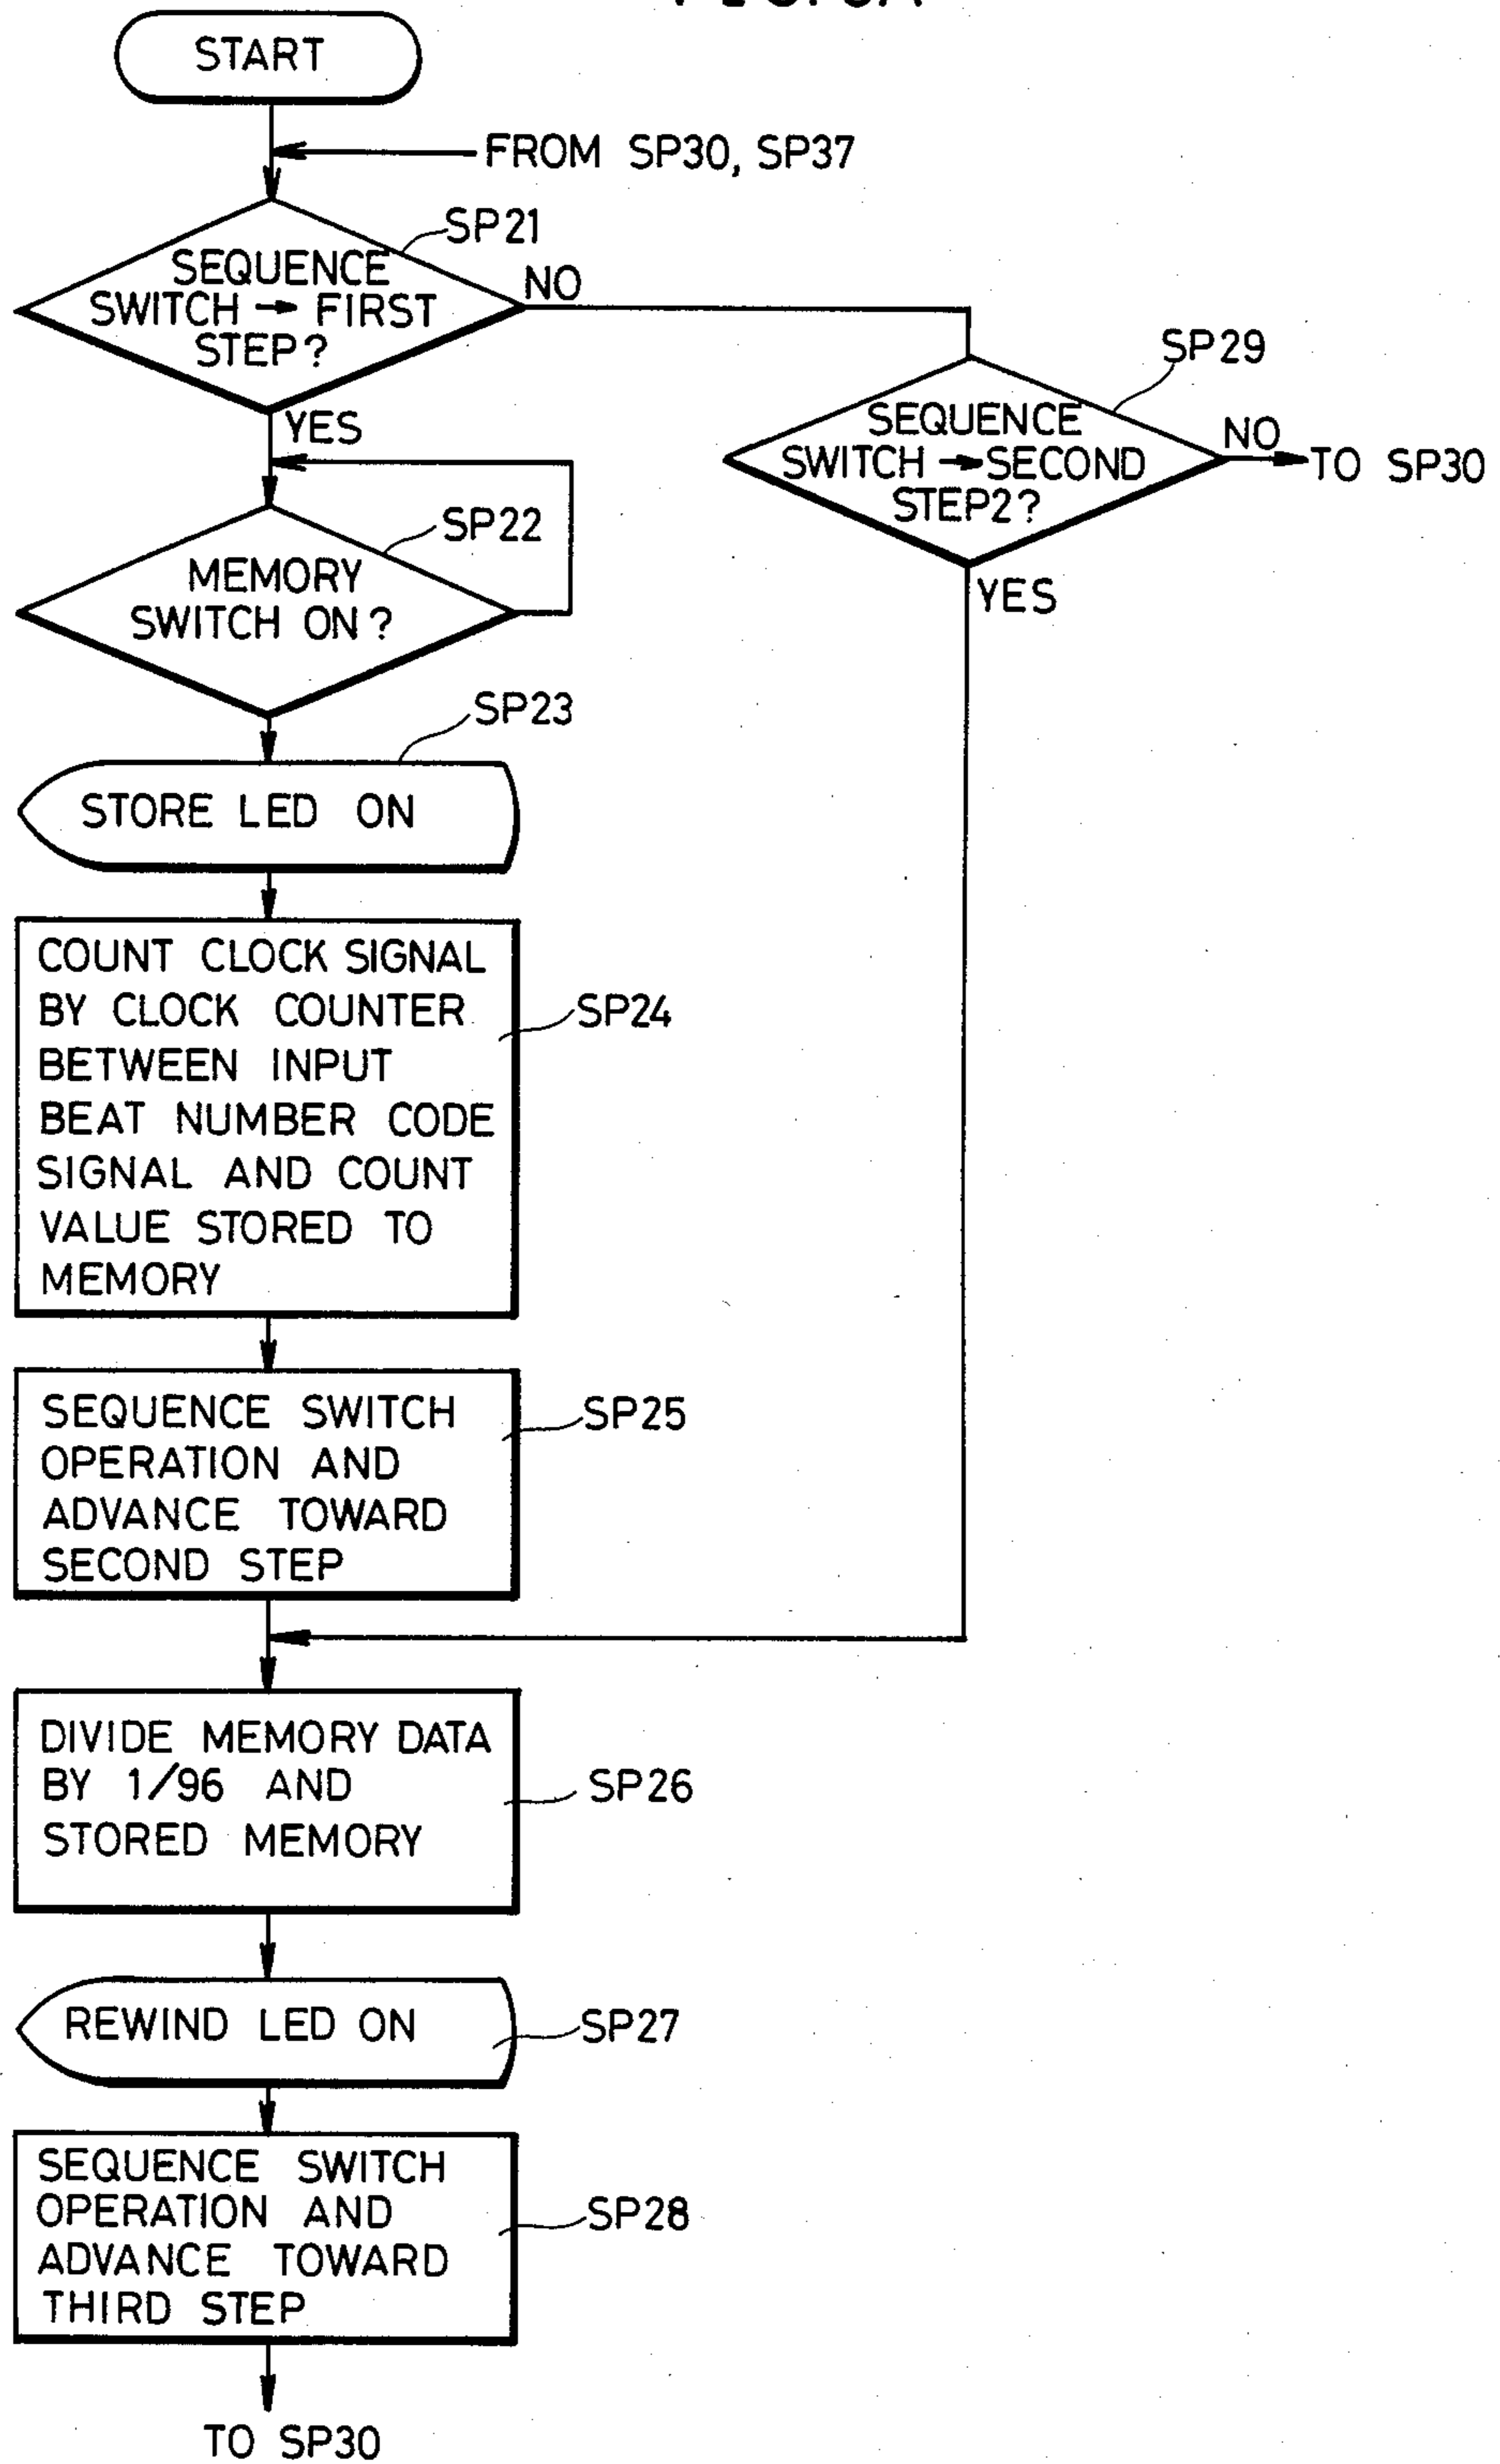 START
FROM SP30, SP37
SP21
SEQUENCE
SWITCH → FIRST
STEP?
NO
YES
SP29
SEQUENCE
SWITCH → SECOND
STEP2?
NO
TO SP30
YES
SP22
MEMORY
SWITCH ON?
SP23
STORE LED ON
COUNT CLOCK SIGNAL
BY CLOCK COUNTER
BETWEEN INPUT
BEAT NUMBER CODE
SIGNAL AND COUNT
VALUE STORED TO
MEMORY
SP24
SEQUENCE SWITCH
OPERATION AND
ADVANCE TOWARD
SECOND STEP
SP25
DIVIDE MEMORY DATA
BY 1/96 AND
STORED MEMORY
SP26
REWIND LED ON
SP27
SEQUENCE SWITCH
OPERATION AND
ADVANCE TOWARD
THIRD STEP
SP28
TO SP30